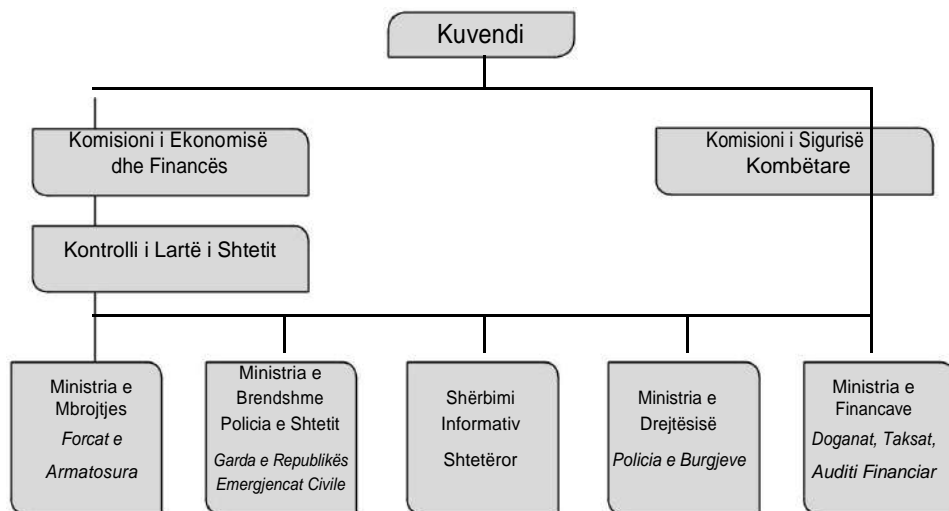 Kuvendi
Komisioni i Ekonomisë
dhe Financës
Komisioni i Sigurisë
Kombëtare
Kontrolli i Lartë i Shtetit
Ministria e
Mbrojtjes
Forcat e
Armatosura
Ministria e
Brendshme
Policia e Shtetit
Garda e Republikës
Emergjencat Civile
Shërbimi
Informativ
Shtetëror
Ministria e
Drejtësisë
Policia e Burgjeve
Ministria e
Financave
Doganat, Taksat,
Auditi Financiar